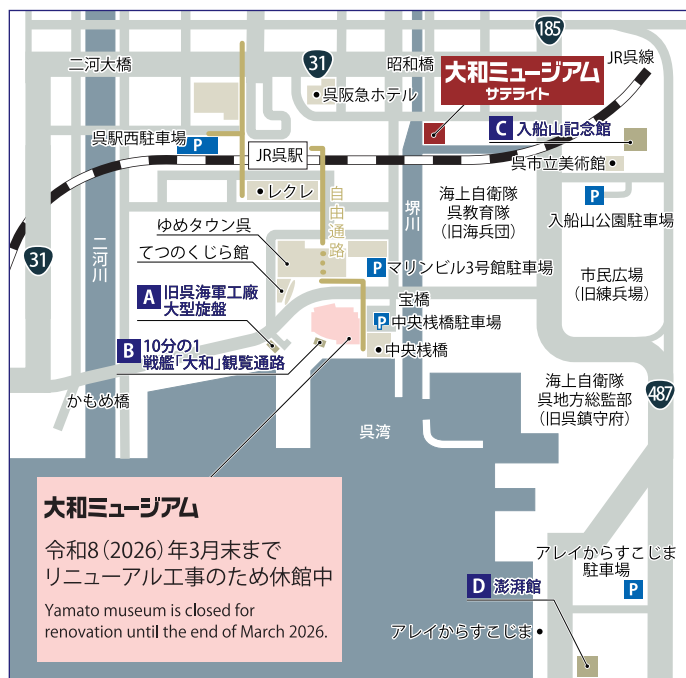 185
JR呉線
二河大橋
31
昭和橋
呉阪急ホテル
大和ミュージアム
サテライト
C 入船山記念館
呉駅西駐車場
P
JR呉駅
呉市立美術館
レクレ
自由通路
堺川
海上自衛隊
呉教育隊
(旧海兵団)
P
入船山公園駐車場
二河川
31
ゆめタウン呉
てつのくじら館
P マリンビル3号館駐車場
市民広場
(旧練兵場)
A 旧呉海軍工廠
大型旋盤
宝橋
P 中央桟橋駐車場
B 10分の1
戦艦「大和」観覧通路
中央桟橋
かもめ橋
海上自衛隊
呉地方総監部
(旧呉鎮守府)
487
呉湾
大和ミュージアム
令和8(2026)年3月末まで
リニューアル工事のため休館中
Yamato museum is closed for
renovation until the end of March 2026.
アレイからすこじま
駐車場
P
D 澎湃館
アレイからすこじま